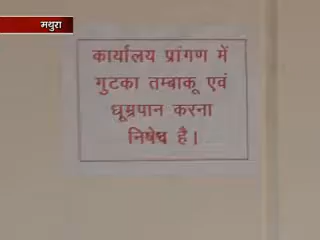 मथुरा
कार्यालय प्रांगण में
गुटका तम्बाकू एवं
धूम्रपान करना
निषेध है।